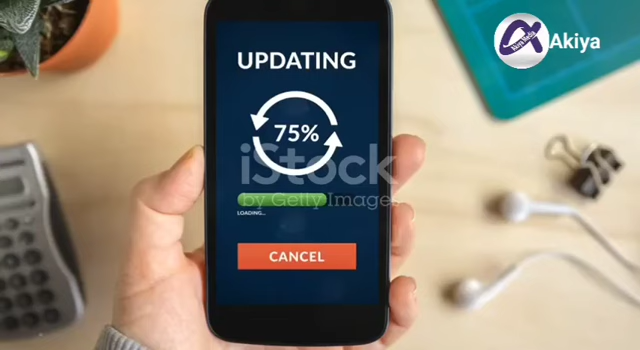 Akiya
UPDATING
75%
iStock
by Getty Images
LOADING...
CANCEL